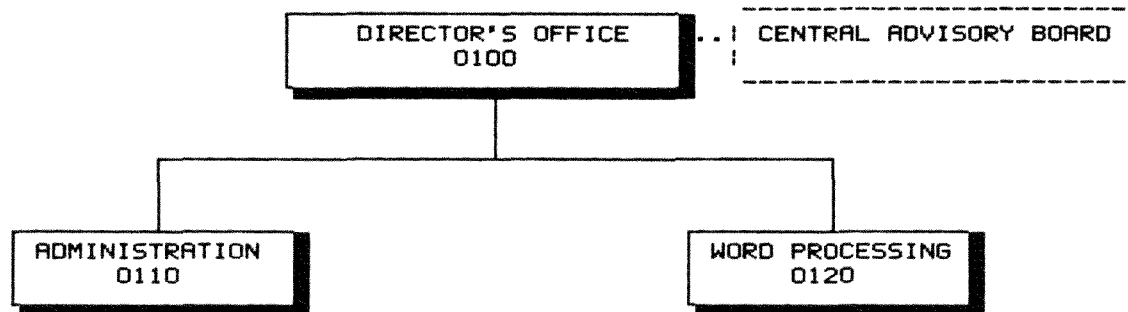 DIRECTOR'S OFFICE
0100
CENTRAL ADVISORY BOARD
ADMINISTRATION
0110
WORD PROCESSING
0120